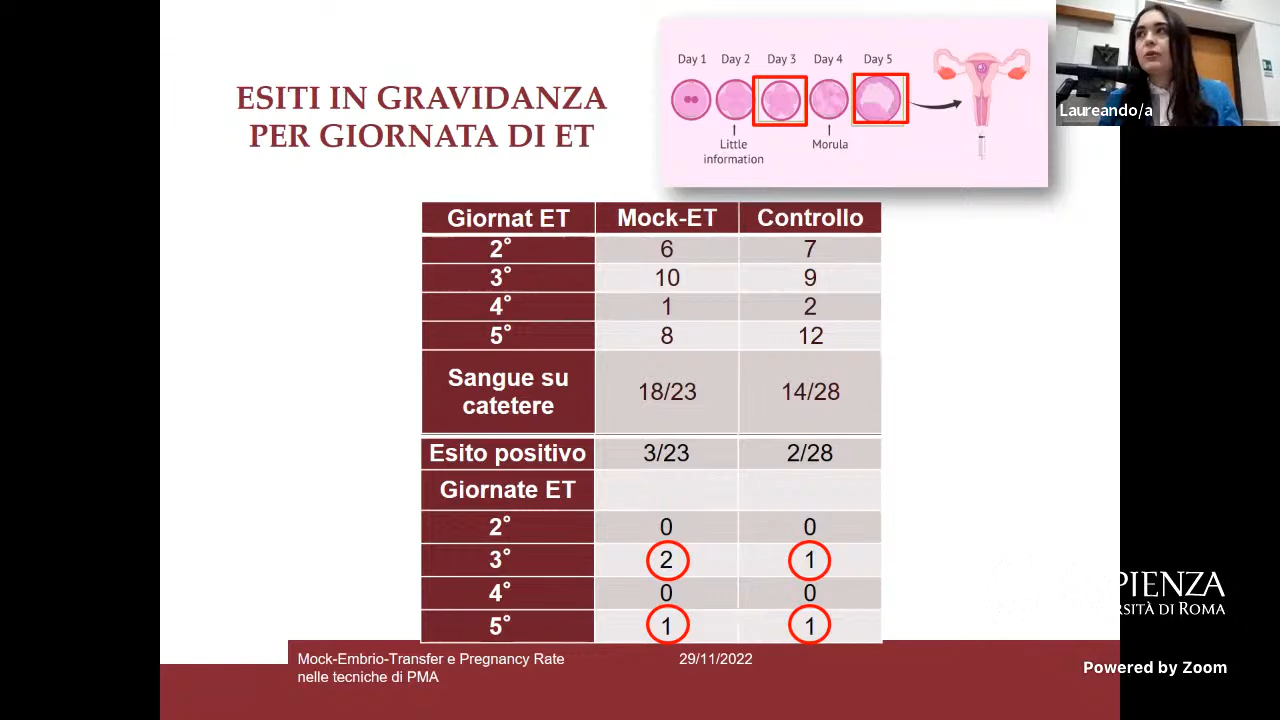 ESITI IN GRAVIDANZA
PER GIORNATA DI ET
Day 1 Day 2 Day 3 Day 4 Day 5
Little
information
Morula
Laureando/a
Giornat ET Mock-ET Controllo
2° 6 7
3° 10 9
4° 1 2
5° 8 12
Sangue su
catetere 18/23 14/28
Esito positivo 3/23 2/28
Giornate ET
2° 0 0
3° 2 1
4° 0 0
5° 1 1
PIENZA
RSITÀ DI ROMA
Mock-Embrio-Transfer e Pregnancy Rate
nelle tecniche di PMA
29/11/2022
Powered by Zoom